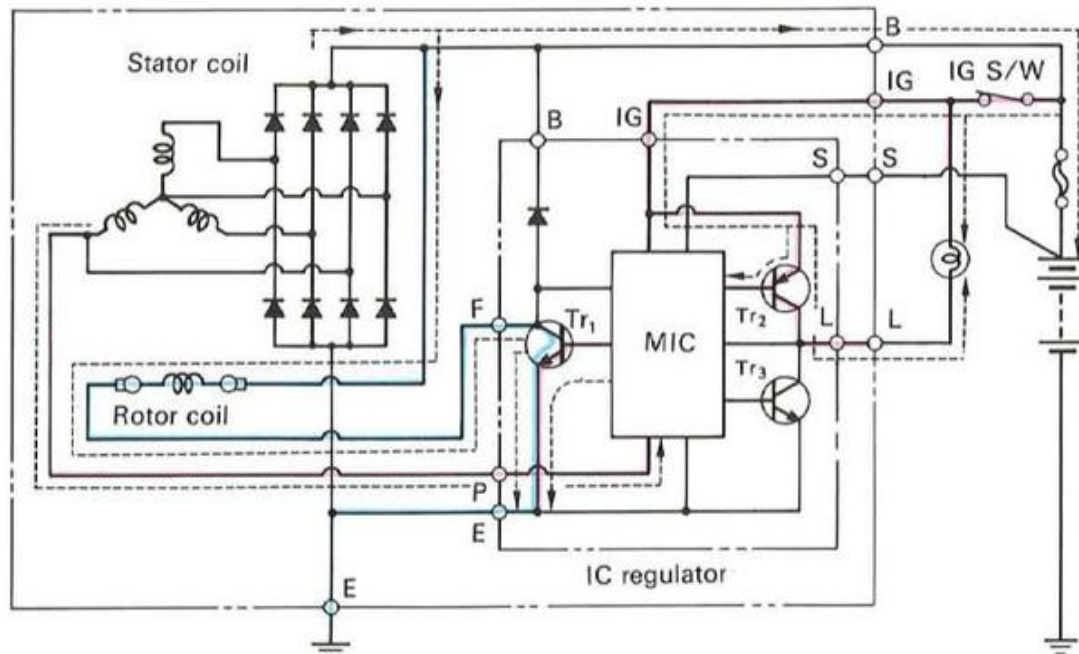 B
Stator coil
IG
IG S/W
B
IG
S
S
F
Tr1
Tr2
L
L
MIC
Tr3
Rotor coil
P
E
E
IC regulator